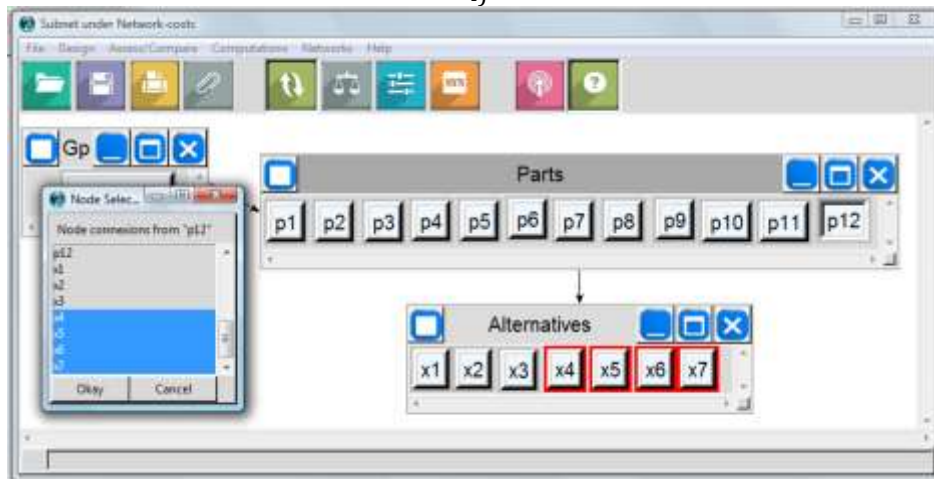 Subnet under Network-costs
File Design Assess/Compare Computations Networks Help
Gp
Parts
Node Selec...
Node connexions from "p12"
p1 p2 p3 p4 p5 p6 p7 p8 p9 p10 p11 p12
p12
x1
x2
x3
Alternatives
x1 x2 x3 x4 x5 x6 x7
Okay Cancel